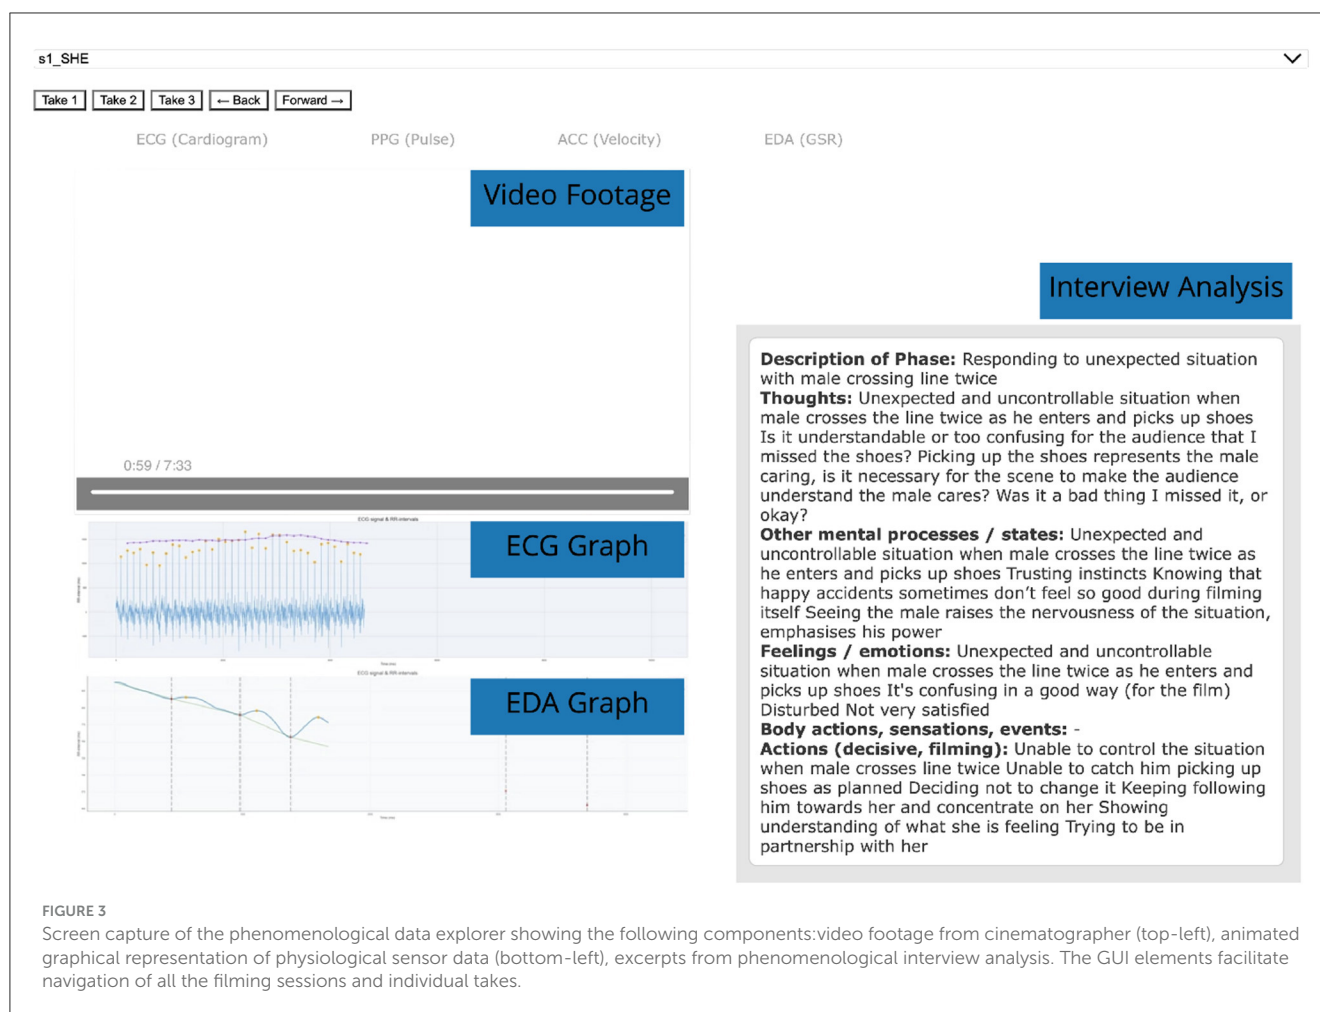 s1_SHE
Take 1 Take 2 Take 3 ← Back Forward →
ECG (Cardiogram) PPG (Pulse) ACC (Velocity) EDA (GSR)
Video Footage
0:59 / 7:33
ECG signal & RR-intervals
ECG Graph
ECG signal & RR-intervals
EDA Graph
Interview Analysis
Description of Phase: Responding to unexpected situation
with male crossing line twice
Thoughts: Unexpected and uncontrollable situation when
male crosses the line twice as he enters and picks up shoes
Is it understandable or too confusing for the audience that I
missed the shoes? Picking up the shoes represents the male
caring, is it necessary for the scene to make the audience
understand the male cares? Was it a bad thing I missed it, or
okay?
Other mental processes / states: Unexpected and
uncontrollable situation when male crosses the line twice as
he enters and picks up shoes Trusting instincts Knowing that
happy accidents sometimes don't feel so good during filming
itself Seeing the male raises the nervousness of the situation,
emphasises his power
Feelings / emotions: Unexpected and uncontrollable
situation when male crosses the line twice as he enters and
picks up shoes It's confusing in a good way (for the film)
Disturbed Not very satisfied
Body actions, sensations, events: -
Actions (decisive, filming): Unable to control the situation
when male crosses line twice Unable to catch him picking up
shoes as planned Deciding not to change it Keeping following
him towards her and concentrate on her Showing
understanding of what she is feeling Trying to be in
partnership with her
FIGURE 3
Screen capture of the phenomenological data explorer showing the following components:video footage from cinematographer (top-left), animated
graphical representation of physiological sensor data (bottom-left), excerpts from phenomenological interview analysis. The GUI elements facilitate
navigation of all the filming sessions and individual takes.